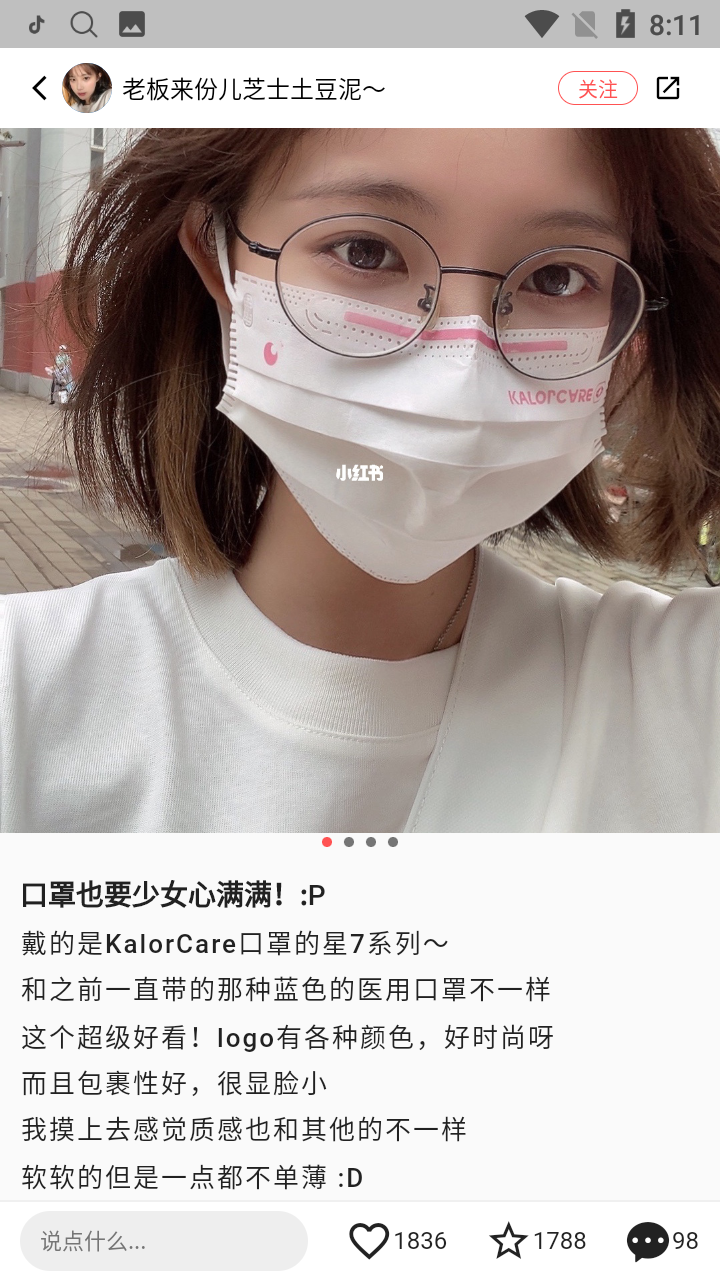 8:11
老板来份儿芝士土豆泥～
关注
KALORCARE
小红书
口罩也要少女心满满！:P
戴的是KalorCare口罩的星7系列～
和之前一直带的那种蓝色的医用口罩不一样
这个超级好看！logo有各种颜色，好时尚呀
而且包裹性好，很显脸小
我摸上去感觉质感也和其他的不一样
软软的但是一点都不单薄 :D
说点什么...
1836
1788
98